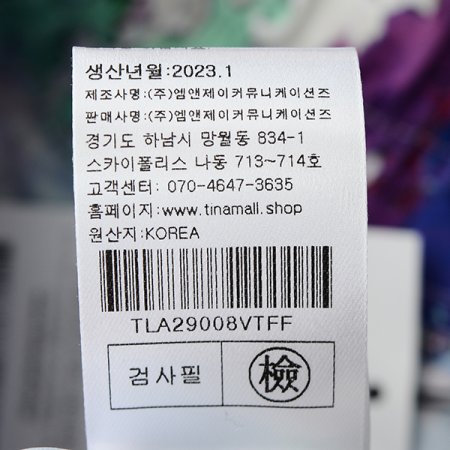 생산년월:2023.1
제조사명:(주)엠앤제이커뮤니케이션즈
판매사명:(주)엠앤제이커뮤니케이션즈
경기도 하남시 망월동 834-1
스카이폴리스 나동 713~714호
고객센터: 070-4647-3635
홈페이지:www.tinamall.shop
원산지:KOREA
TLA29008VTFF
검사필 檢